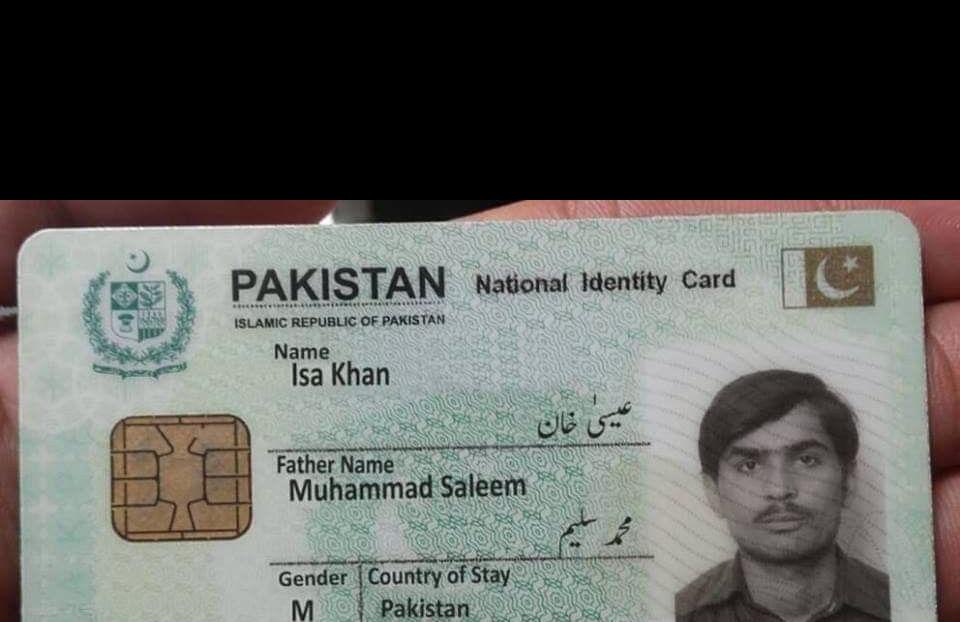 PAKISTAN National Identity Card
ISLAMIC REPUBLIC OF PAKISTAN
Name
Isa Khan
عیسیٰ خان
Father Name
Muhammad Saleem
محمد سلیم
Gender Country of Stay
M Pakistan